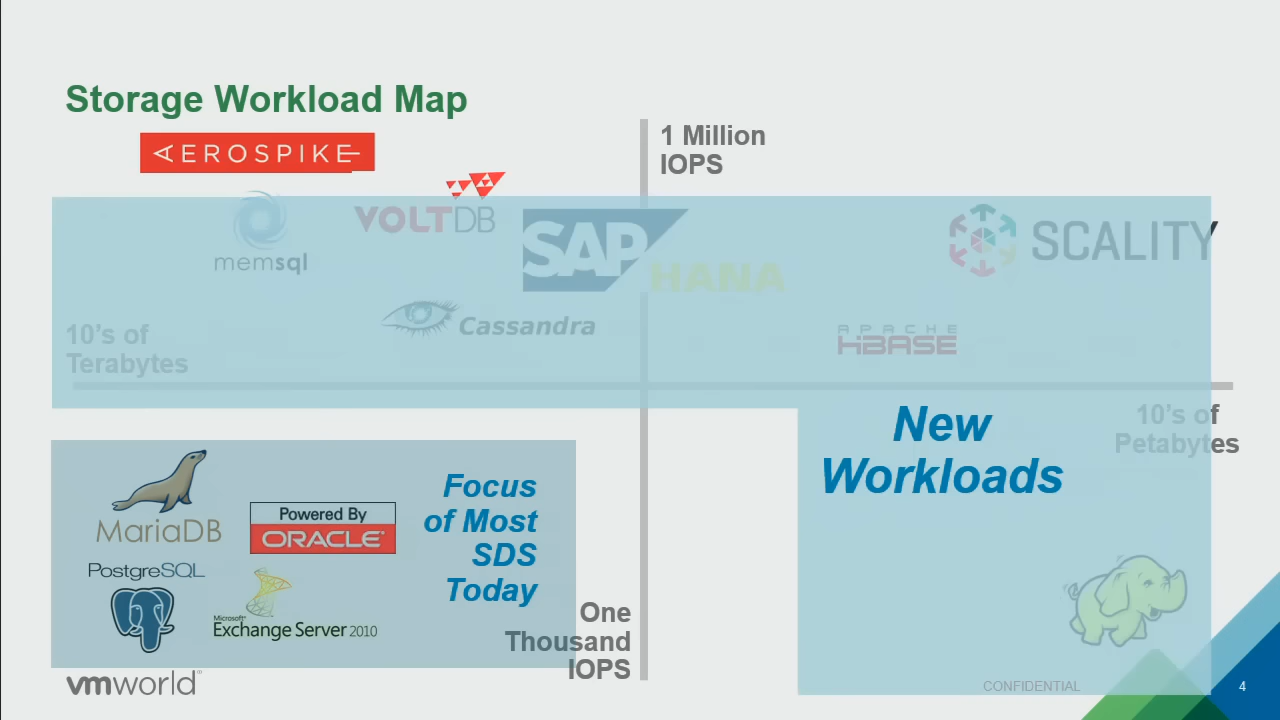 Storage Workload Map
AEROSPIKE
1 Million
IOPS
VOLTDB
memsql
SAP
HANA
SCALITY
Cassandra
APACHE
HBASE
10's of
Terabytes
10's of
Petabytes
New
Workloads
MariaDB
Powered By
ORACLE®
PostgreSQL
Microsoft®
Exchange Server 2010
Focus
of Most
SDS
Today
One
Thousand
IOPS
vmworld®
CONFIDENTIAL
4